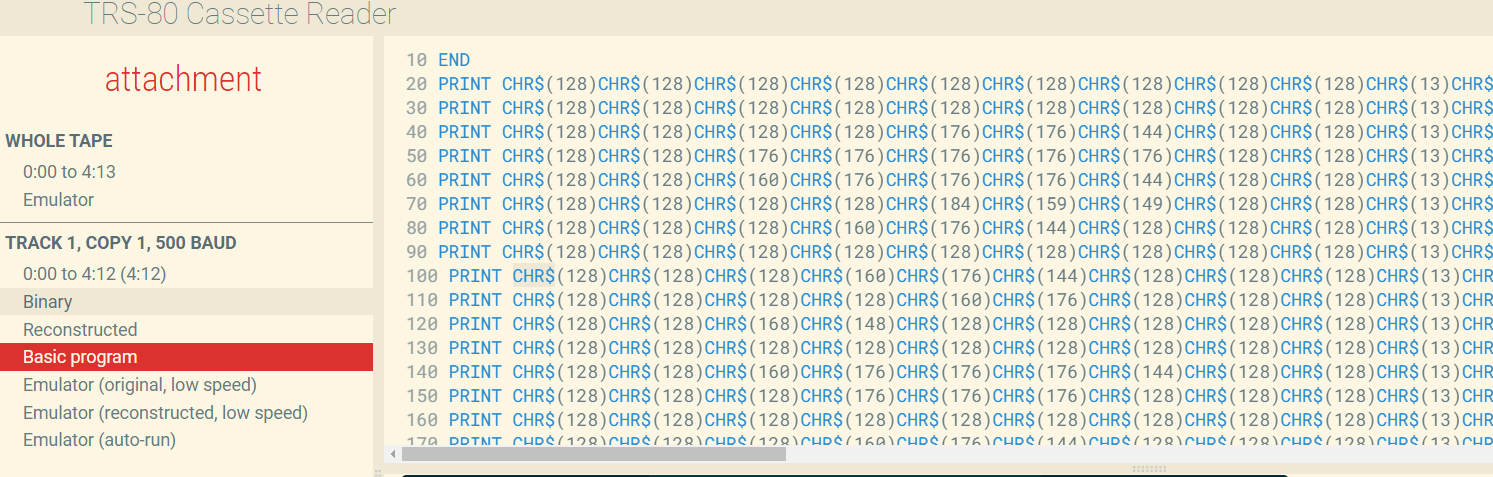 TRS-80 Cassette Reader
attachment
WHOLE TAPE
0:00 to 4:13
Emulator
TRACK 1, COPY 1, 500 BAUD
0:00 to 4:12 (4:12)
Binary
Reconstructed
Basic program
Emulator (original, low speed)
Emulator (reconstructed, low speed)
Emulator (auto-run)
10 END
20 PRINT CHR$(128)CHR$(128)CHR$(128)CHR$(128)CHR$(128)CHR$(128)CHR$(128)CHR$(128)CHR$(128)CHR$(13)CHR$
30 PRINT CHR$(128)CHR$(128)CHR$(128)CHR$(128)CHR$(128)CHR$(128)CHR$(128)CHR$(128)CHR$(128)CHR$(13)CHR$
40 PRINT CHR$(128)CHR$(128)CHR$(128)CHR$(128)CHR$(176)CHR$(176)CHR$(144)CHR$(128)CHR$(128)CHR$(13)CHR$
50 PRINT CHR$(128)CHR$(128)CHR$(176)CHR$(176)CHR$(176)CHR$(176)CHR$(176)CHR$(128)CHR$(128)CHR$(13)CHR$
60 PRINT CHR$(128)CHR$(128)CHR$(160)CHR$(176)CHR$(176)CHR$(176)CHR$(144)CHR$(128)CHR$(128)CHR$(13)CHR$
70 PRINT CHR$(128)CHR$(128)CHR$(128)CHR$(128)CHR$(184)CHR$(159)CHR$(149)CHR$(128)CHR$(128)CHR$(13)CHR$
80 PRINT CHR$(128)CHR$(128)CHR$(128)CHR$(160)CHR$(176)CHR$(144)CHR$(128)CHR$(128)CHR$(128)CHR$(13)CHR$
90 PRINT CHR$(128)CHR$(128)CHR$(128)CHR$(128)CHR$(128)CHR$(128)CHR$(128)CHR$(128)CHR$(128)CHR$(13)CHR$
100 PRINT CHR$(128)CHR$(128)CHR$(128)CHR$(160)CHR$(176)CHR$(144)CHR$(128)CHR$(128)CHR$(128)CHR$(13)CHR
110 PRINT CHR$(128)CHR$(128)CHR$(128)CHR$(128)CHR$(160)CHR$(176)CHR$(128)CHR$(128)CHR$(128)CHR$(13)CHR
120 PRINT CHR$(128)CHR$(128)CHR$(168)CHR$(148)CHR$(128)CHR$(128)CHR$(128)CHR$(128)CHR$(128)CHR$(13)CHR
130 PRINT CHR$(128)CHR$(128)CHR$(128)CHR$(128)CHR$(128)CHR$(128)CHR$(128)CHR$(128)CHR$(128)CHR$(13)CHR
140 PRINT CHR$(128)CHR$(128)CHR$(160)CHR$(176)CHR$(176)CHR$(176)CHR$(144)CHR$(128)CHR$(128)CHR$(13)CHR
150 PRINT CHR$(128)CHR$(128)CHR$(128)CHR$(176)CHR$(176)CHR$(176)CHR$(128)CHR$(128)CHR$(128)CHR$(13)CHR
160 PRINT CHR$(128)CHR$(128)CHR$(128)CHR$(128)CHR$(128)CHR$(128)CHR$(128)CHR$(128)CHR$(128)CHR$(13)CHR
170 PRINT CHR$(128)CHR$(128)CHR$(128)CHR$(160)CHR$(176)CHR$(144)CHR$(128)CHR$(128)CHR$(128)CHR$(13)CHR